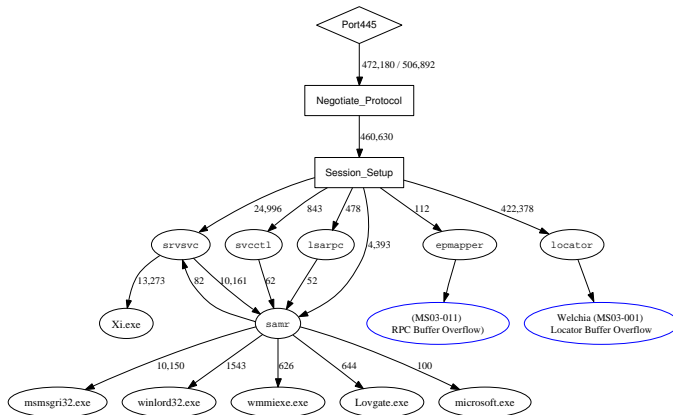 Port445
472,180 / 506,892
Negotiate_Protocol
460,630
Session_Setup
24,996
843
478
4,393
112
422,378
srvsvc
svcctl
lsarpc
epmapper
locator
13,273
82
10,161
62
52
Xi.exe
samr
(MS03-011)
RPC Buffer Overflow)
Welchia (MS03-001)
Locator Buffer Overflow
10,150
1543
626
644
100
msmsgri32.exe
winlord32.exe
wmmiexe.exe
Lovgate.exe
microsoft.exe